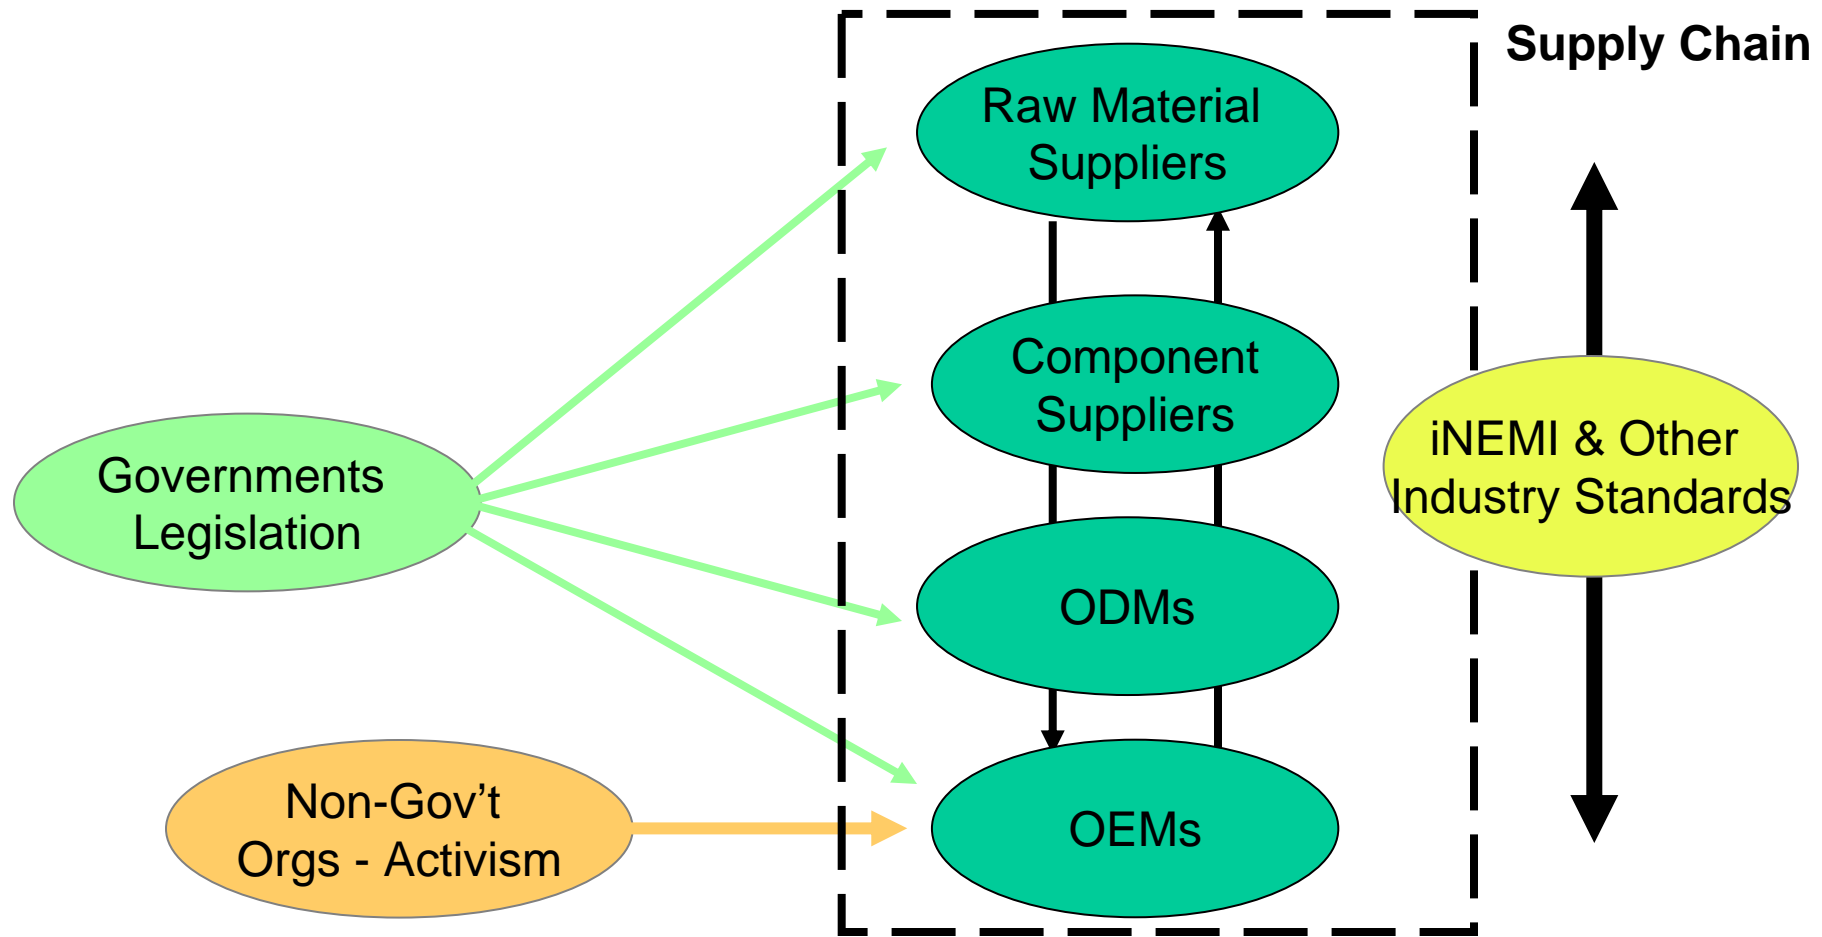 Supply Chain
Raw Material
Suppliers
Component
Suppliers
iNEMI & Other
Industry Standards
Governments
Legislation
ODMs
Non-Gov’t
Orgs - Activism
OEMs